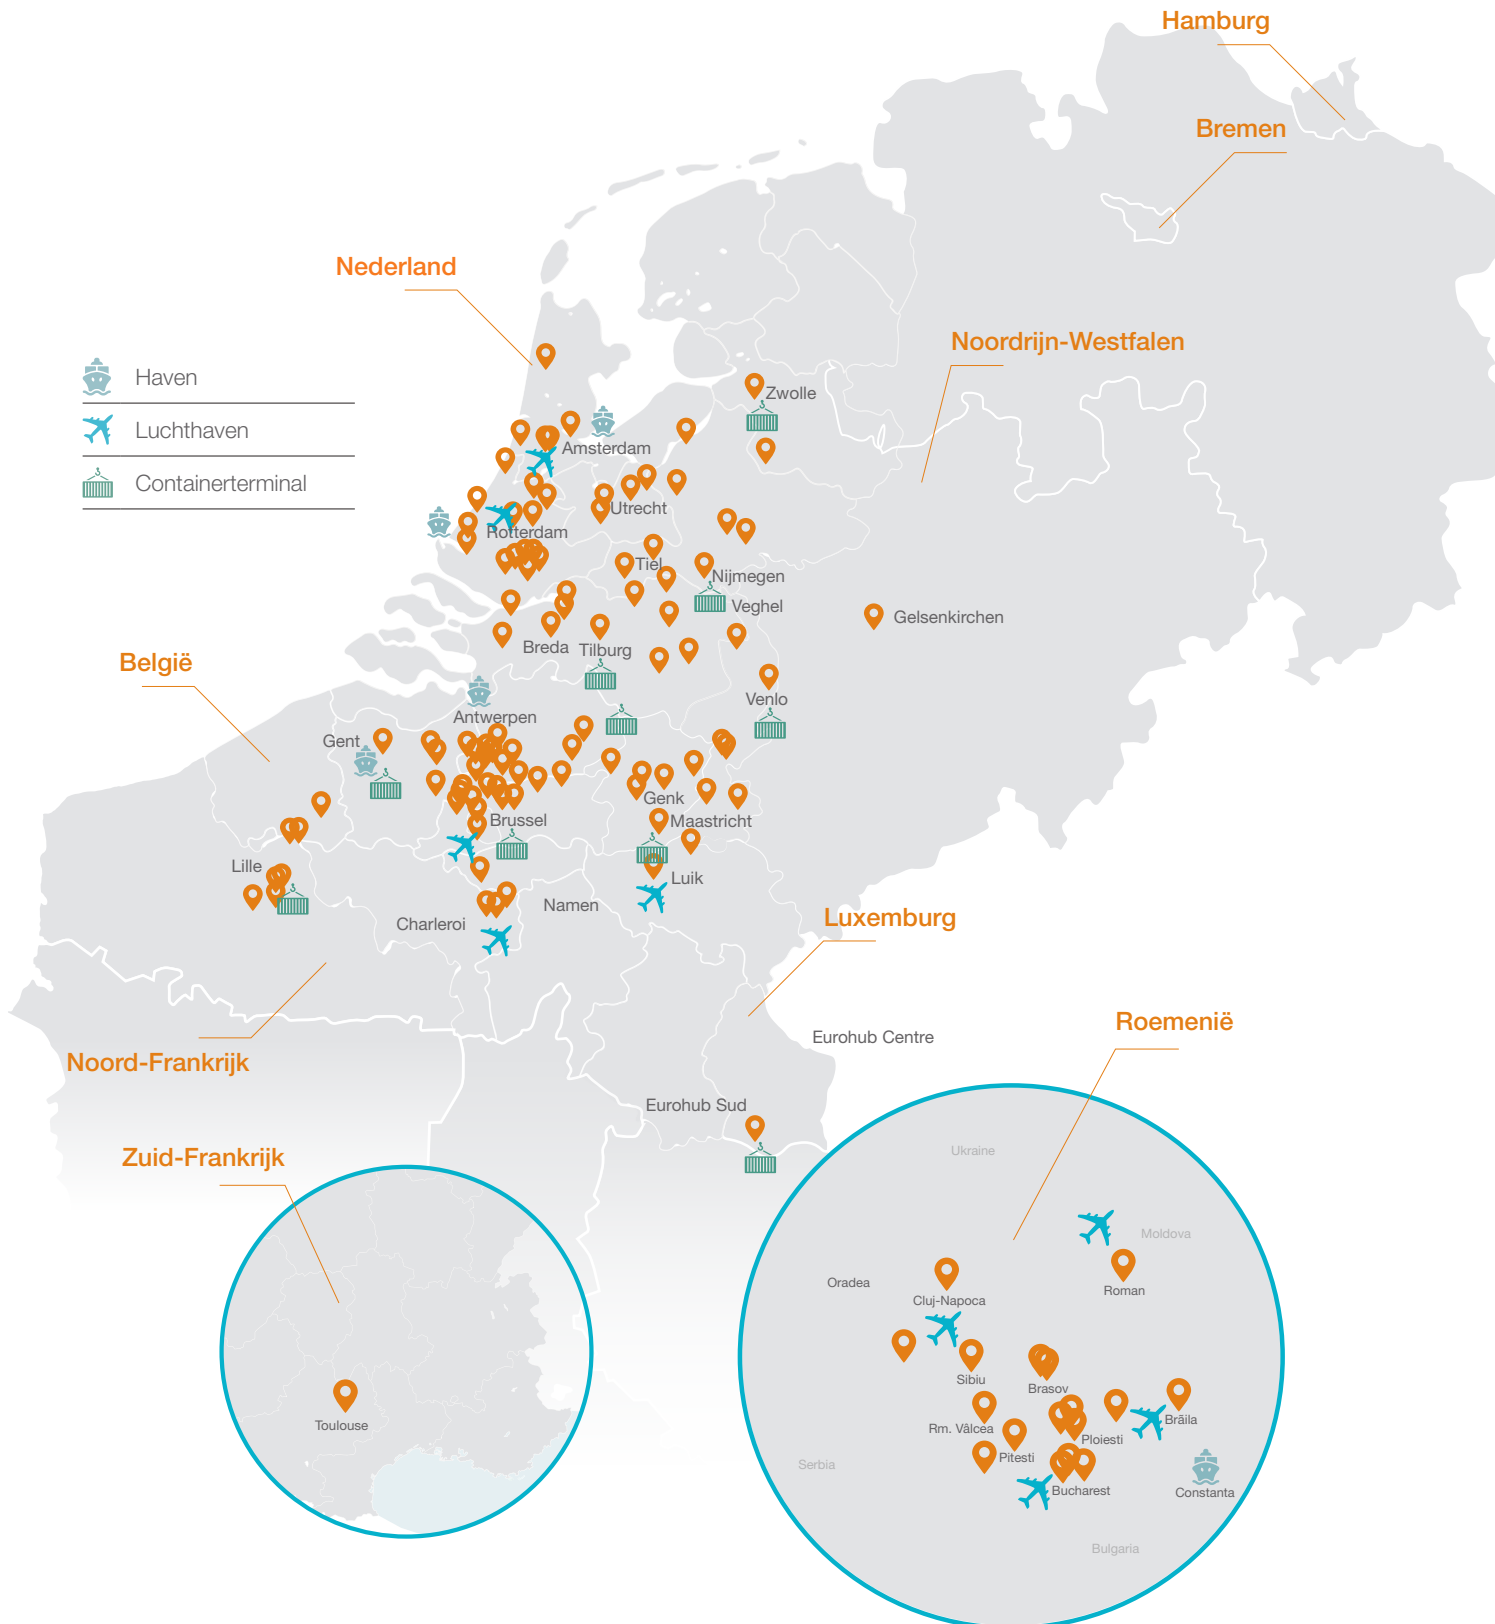 Hamburg
Bremen
Nederland
Noordrijn-Westfalen
Haven
Luchthaven
Containerterminal
Zwolle
Amsterdam
Utrecht
Rotterdam
Tiel
Nijmegen
Veghel
Gelsenkirchen
Breda
Tilburg
België
Venlo
Antwerpen
Gent
Genk
Brussel
Maastricht
Lille
Luik
Namen
Charleroi
Luxemburg
Eurohub Centre
Roemenië
Noord-Frankrijk
Eurohub Sud
Zuid-Frankrijk
Ukraine
Moldova
Oradea
Cluj-Napoca
Roman
Sibiu
Brasov
Toulouse
Rm. Vâlcea
Brăila
Ploiesti
Pitesti
Serbia
Bucharest
Constanta
Bulgaria